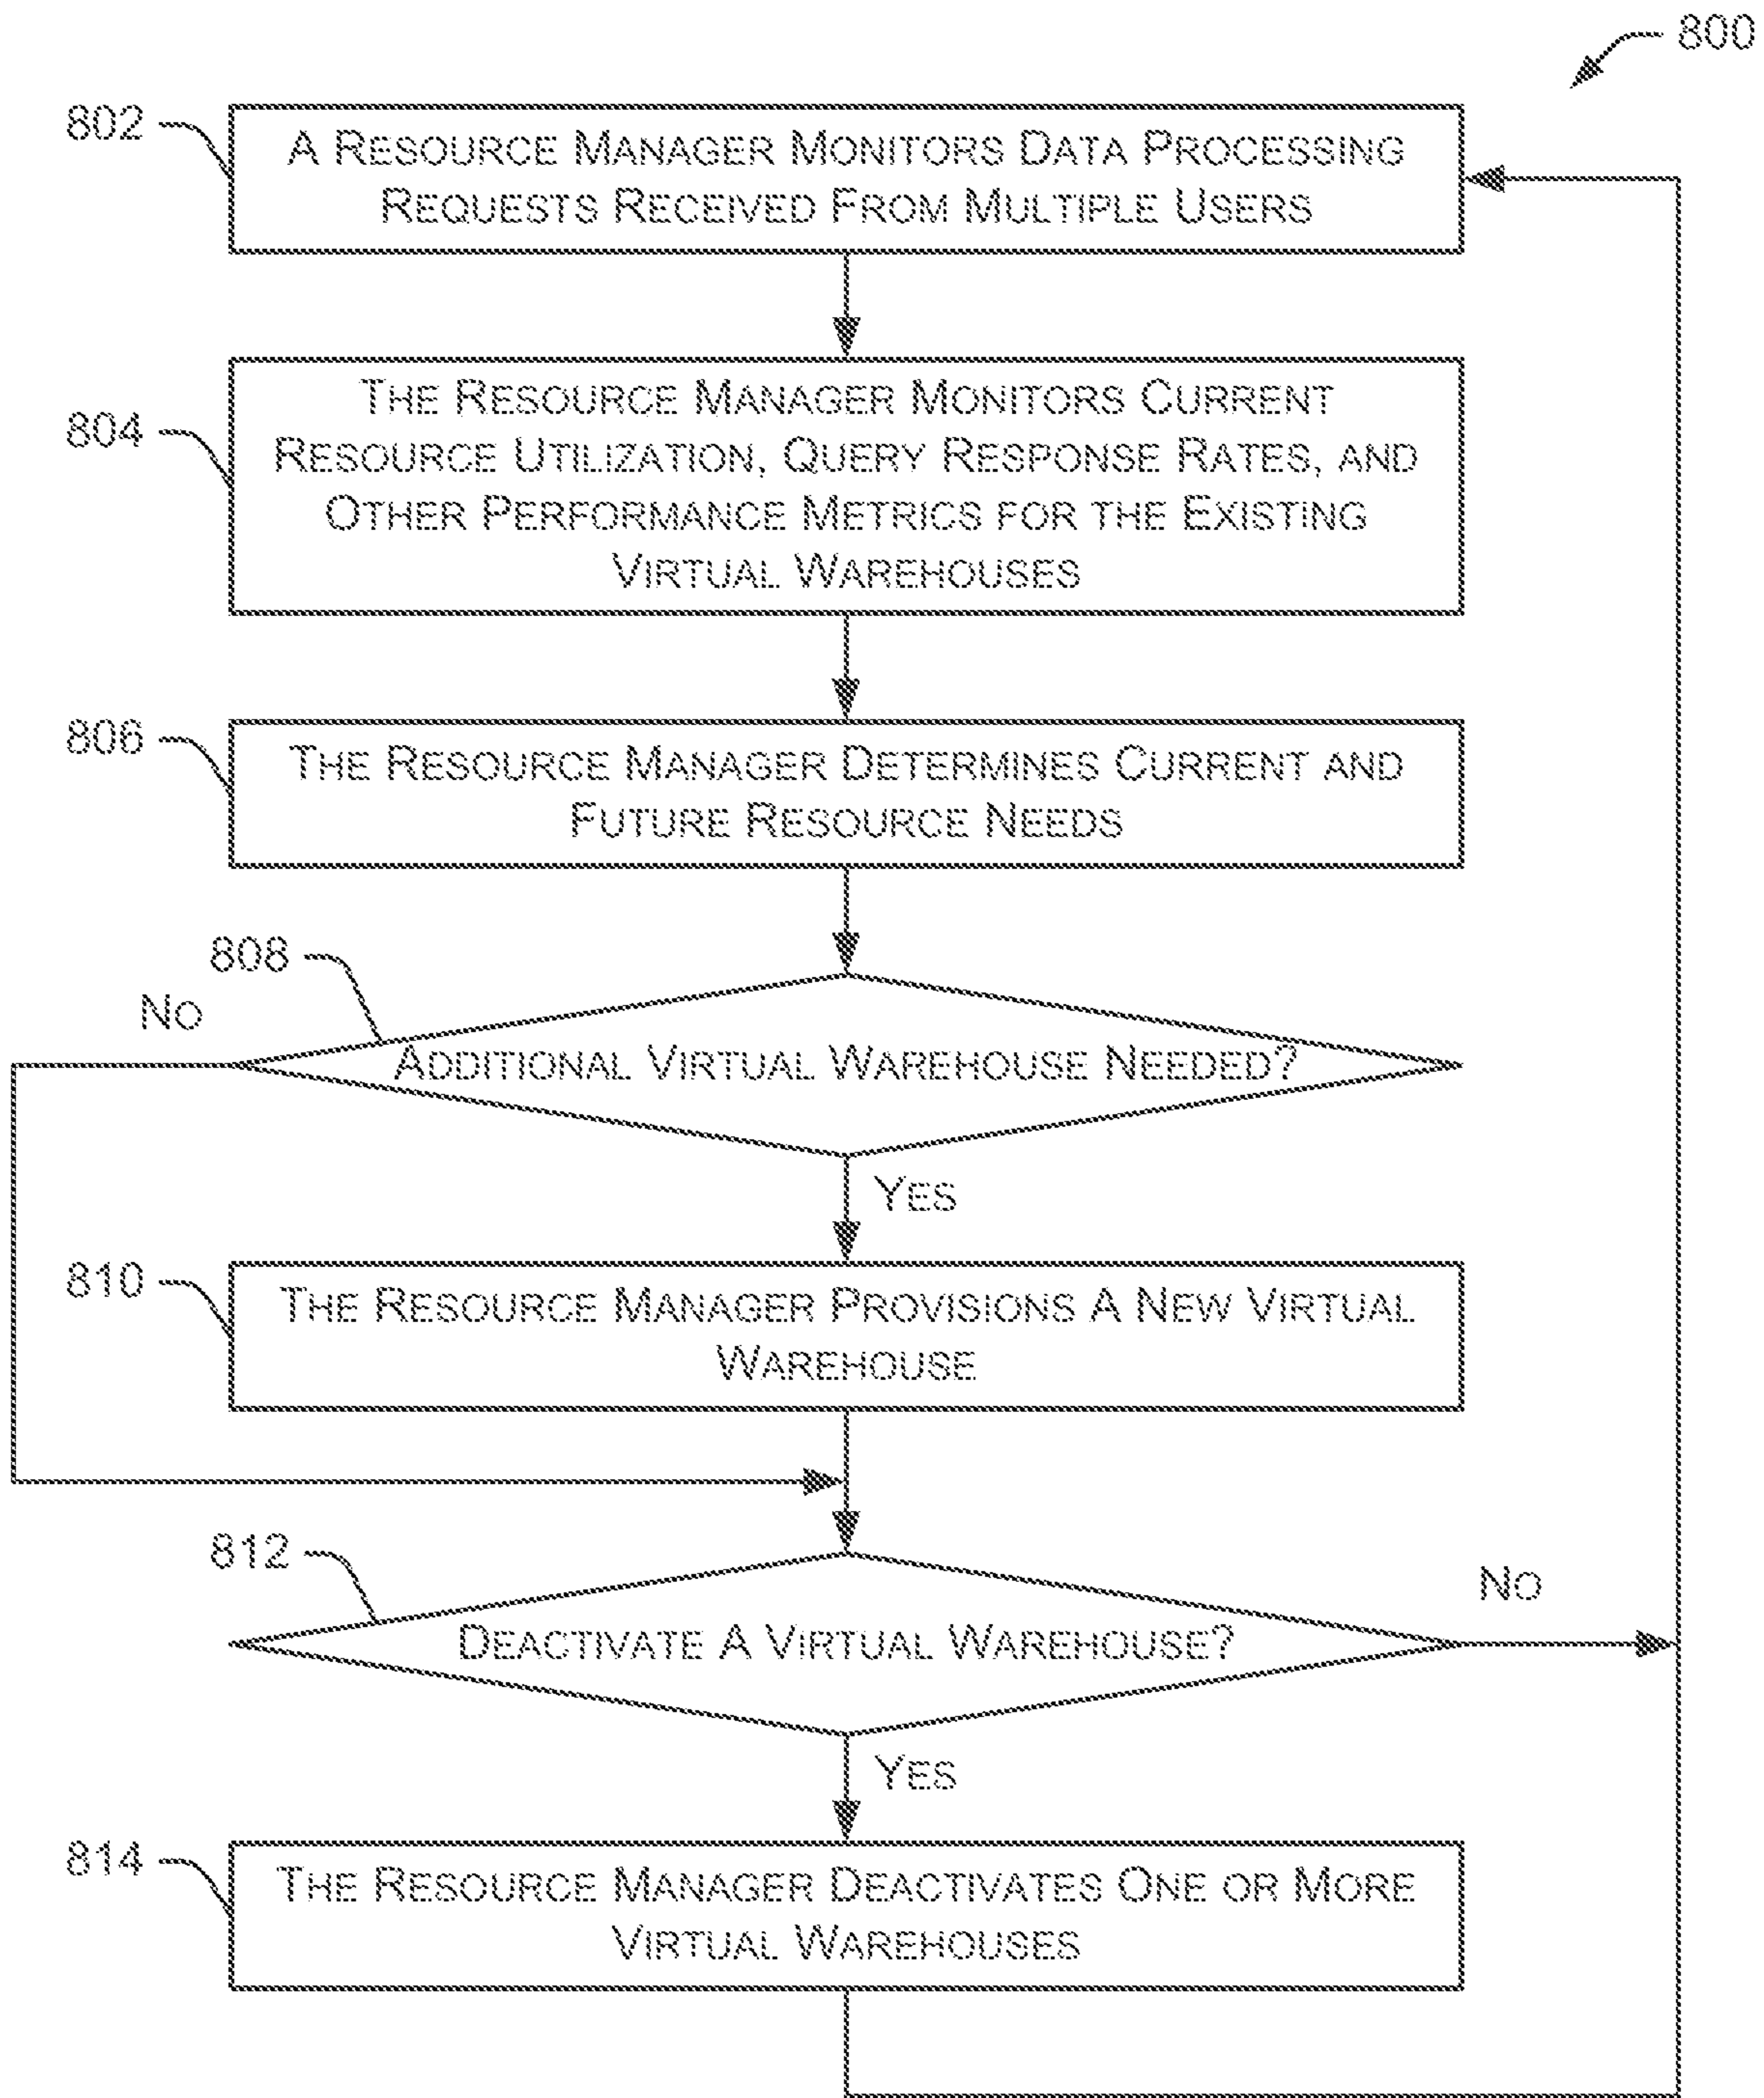 800
802
A RESOURCE MANAGER MONITORS DATA PROCESSING
REQUESTS RECEIVED FROM MULTIPLE USERS
804
THE RESOURCE MANAGER MONITORS CURRENT
RESOURCE UTILIZATION, QUERY RESPONSE RATES, AND
OTHER PERFORMANCE METRICS FOR THE EXISTING
VIRTUAL WAREHOUSES
806
THE RESOURCE MANAGER DETERMINES CURRENT AND
FUTURE RESOURCE NEEDS
808
NO
ADDITIONAL VIRTUAL WAREHOUSE NEEDED?
YES
810
THE RESOURCE MANAGER PROVISIONS A NEW VIRTUAL
WAREHOUSE
812
NO
DEACTIVATE A VIRTUAL WAREHOUSE?
YES
814
THE RESOURCE MANAGER DEACTIVATES ONE OR MORE
VIRTUAL WAREHOUSES